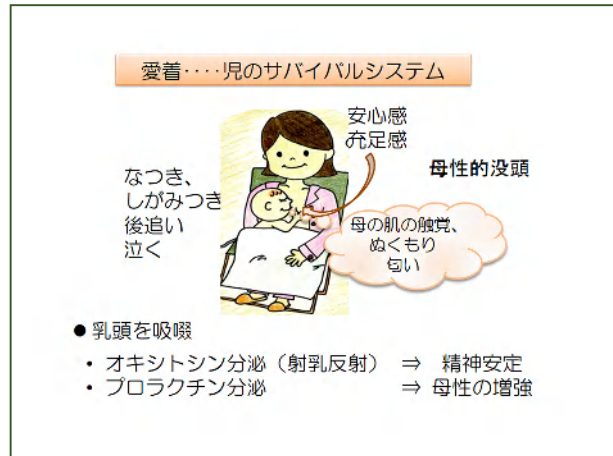 愛着‥‥児のサバイバルシステム
安心感
充足感
母性的没頭
なつき、
しがみつき
後追い
泣く
母の肌の触覚、
ぬくもり
匂い
● 乳頭を吸啜
・ オキシトシン分泌（射乳反射） ⇒ 精神安定
・ プロラクチン分泌 ⇒ 母性の増強